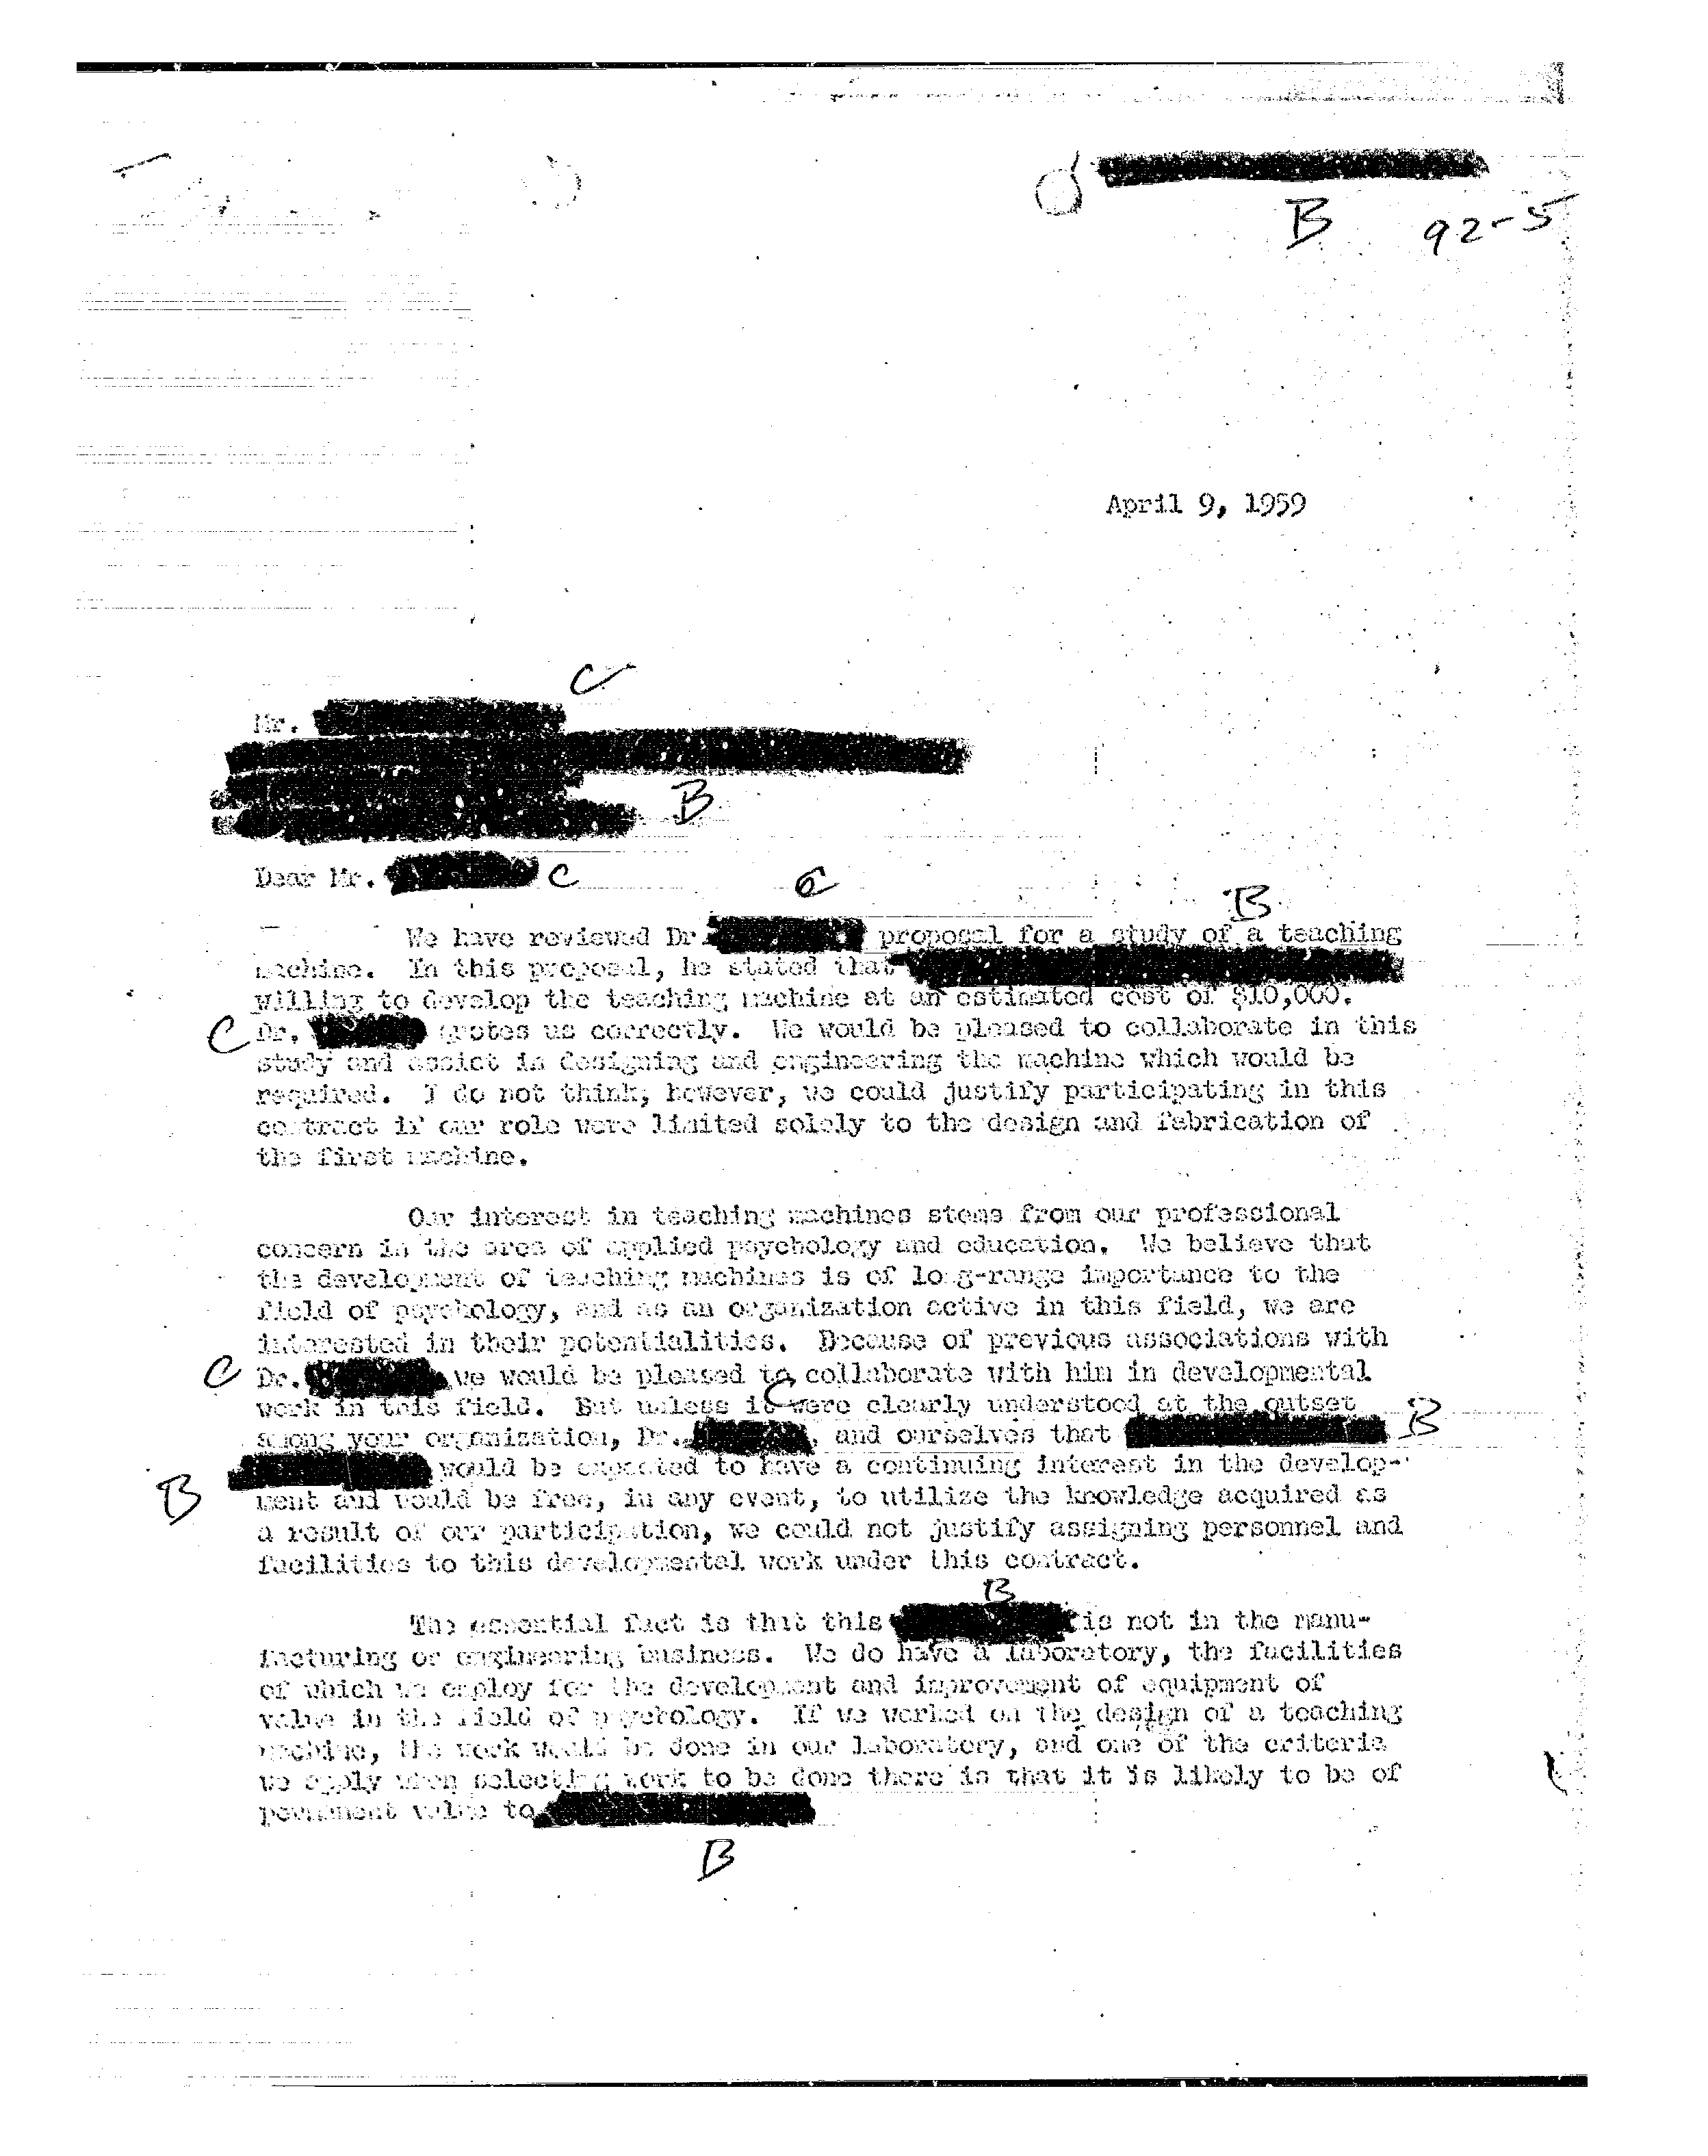 B 92-5
April 9, 1959
C
Mr.
B
Dear Mr. C
C B
We have reviewed Dr. proposal for a study of a teaching
machine. In this proposal, he stated that
willing to develop the teaching machine at an estimated cost of $10,000.
C Dr. quotes us correctly. We would be pleased to collaborate in this
study and assist in designing and engineering the machine which would be
required. I do not think, however, we could justify participating in this
contract if our role were limited solely to the design and fabrication of
the first machine.
Our interest in teaching machines stems from our professional
concern in the area of applied psychology and education. We believe that
the development of teaching machines is of long-range importance to the
field of psychology, and as an organization active in this field, we are
interested in their potentialities. Because of previous associations with
C Dr. we would be pleased to collaborate with him in developmental
work in this field. But unless it were clearly understood at the outset
among your organization, Dr. , and ourselves that B
B would be expected to have a continuing interest in the develop-
ment and would be free, in any event, to utilize the knowledge acquired as
a result of our participation, we could not justify assigning personnel and
facilities to this developmental work under this contract.
B
The essential fact is that this is not in the manu-
facturing or engineering business. We do have a laboratory, the facilities
of which we employ for the development and improvement of equipment of
value in the field of psychology. If we worked on the design of a teaching
machine, the work would be done in our laboratory, and one of the criteria
we apply when selecting work to be done there is that it is likely to be of
permanent value to
B